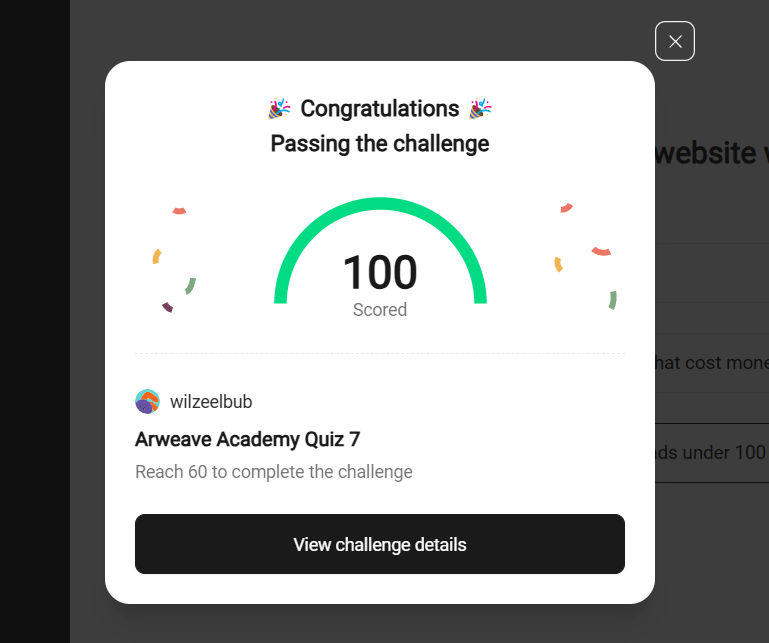 🎉 Congratulations 🎉
Passing the challenge
website
100
Scored
hat cost mone
wilzeelbub
Arweave Academy Quiz 7
ds under 100
Reach 60 to complete the challenge
View challenge details